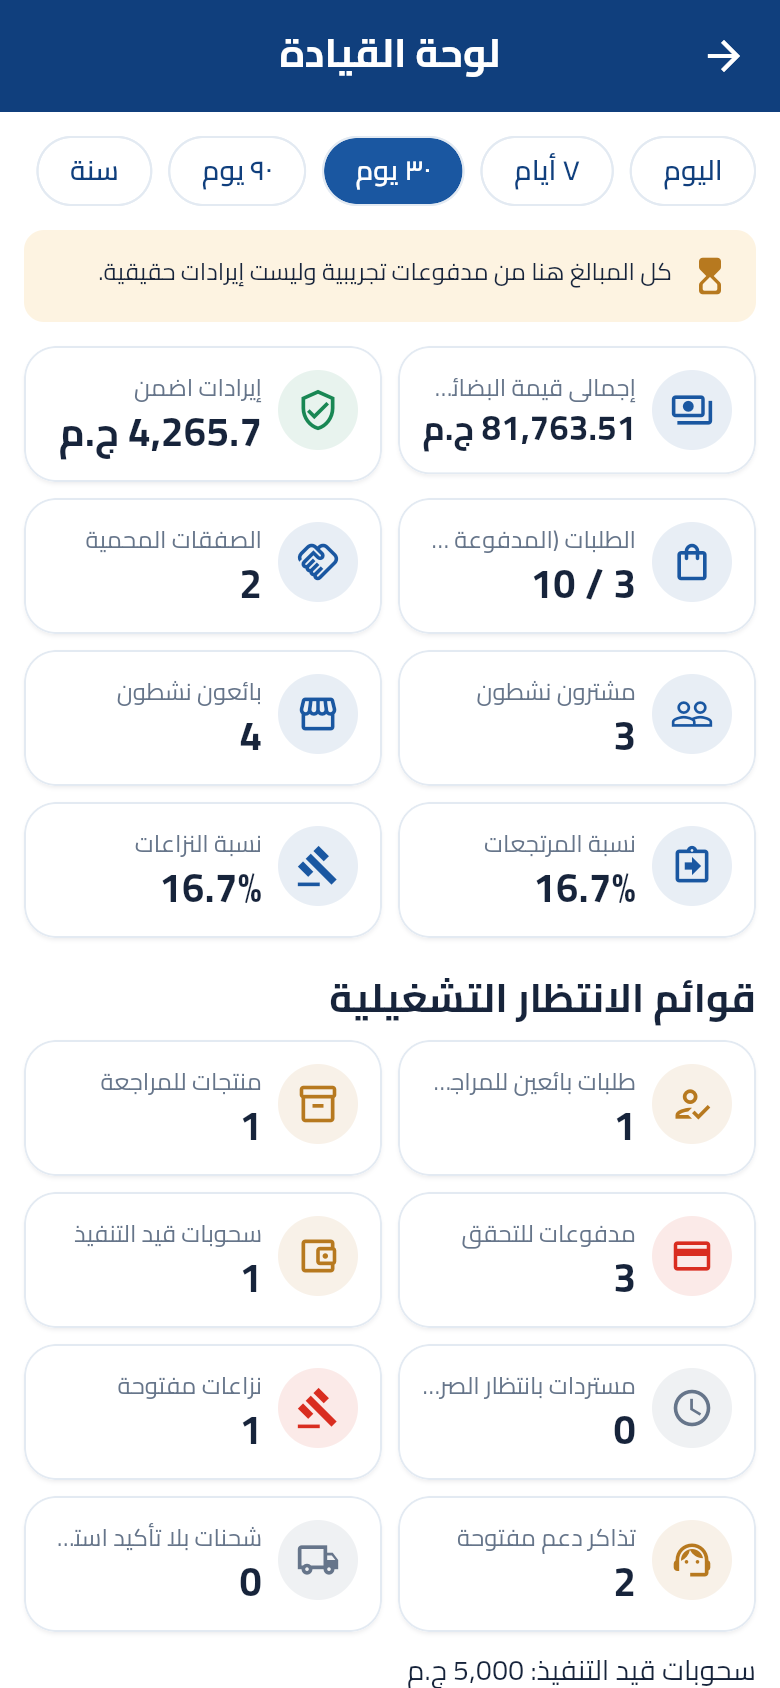 لوحة القيادة
اليوم
٧ أيام
٣٠ يوم
٩٠ يوم
سنة
كل المبالغ هنا من مدفوعات تجريبية وليست إيرادات حقيقية.
إجمالي قيمة البضائ...
81,763.51 ج.م
إيرادات اضمن
4,265.7 ج.م
الطلبات (المدفوعة ...
10 / 3
الصفقات المحمية
2
مشترون نشطون
3
بائعون نشطون
4
نسبة المرتجعات
16.7%
نسبة النزاعات
16.7%
قوائم الانتظار التشغيلية
طلبات بائعين للمراج...
1
منتجات للمراجعة
1
مدفوعات للتحقق
3
سحوبات قيد التنفيذ
1
مستردات بانتظار الصر...
0
نزاعات مفتوحة
1
تذاكر دعم مفتوحة
2
شحنات بلا تأكيد است...
0
سحوبات قيد التنفيذ: 5,000 ج.م